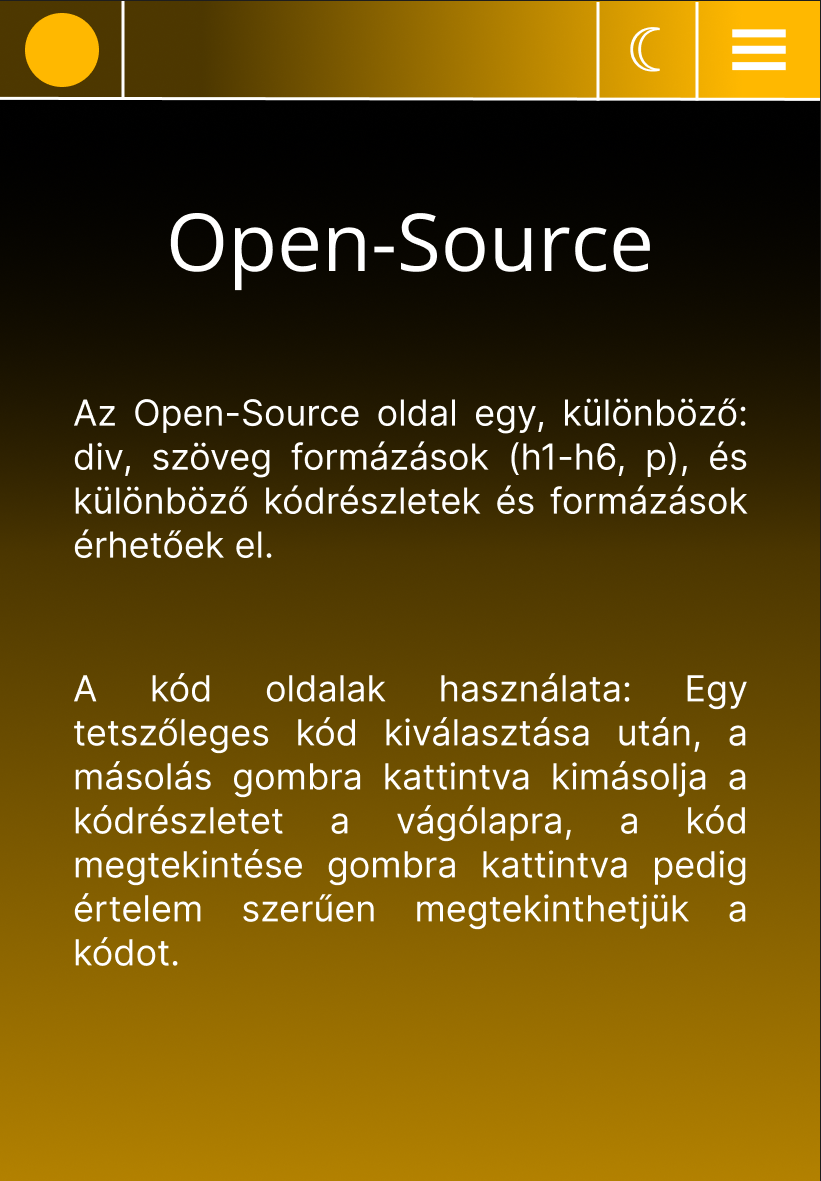 Open-Source
Az Open-Source oldal egy, különböző:
div, szöveg formázások (h1-h6, p), és
különböző kódrészletek és formázások
érhetőek el.
A kód oldalak használata: Egy
tetszőleges kód kiválasztása után, a
másolás gombra kattintva kimásolja a
kódrészletet a vágólapra, a kód
megtekintése gombra kattintva pedig
értelem szerűen megtekinthetjük a
kódot.